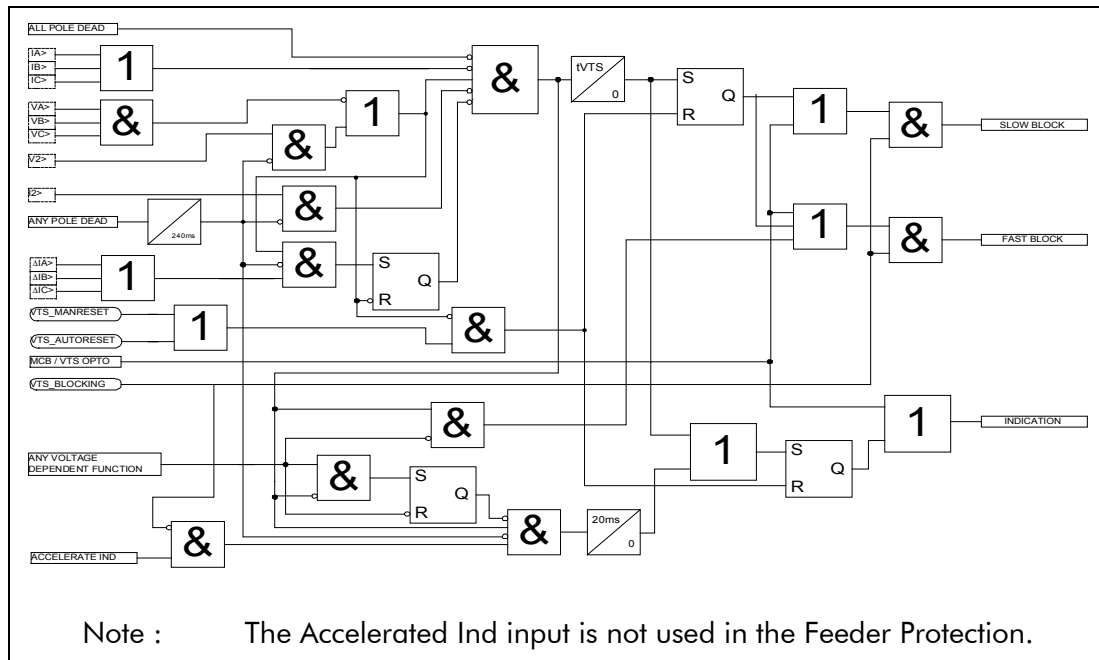 ALL POLE DEAD
IA>
IB>
IC>
1
VA>
VB>
VC>
&
V2>
&
1
&
tVTS
0
S
R
Q
1
&
SLOW BLOCK
I2>
&
ANY POLE DEAD
240ms
1
&
FAST BLOCK
ΔIA>
ΔIB>
ΔIC>
1
&
S
R
Q
VTS_MANRESET
VTS_AUTORESET
1
&
MCB / VTS OPTO
VTS_BLOCKING
&
1
S
R
Q
1
INDICATION
ANY VOLTAGE
DEPENDENT FUNCTION
&
S
R
Q
&
20ms
0
&
ACCELERATE IND
Note : The Accelerated Ind input is not used in the Feeder Protection.